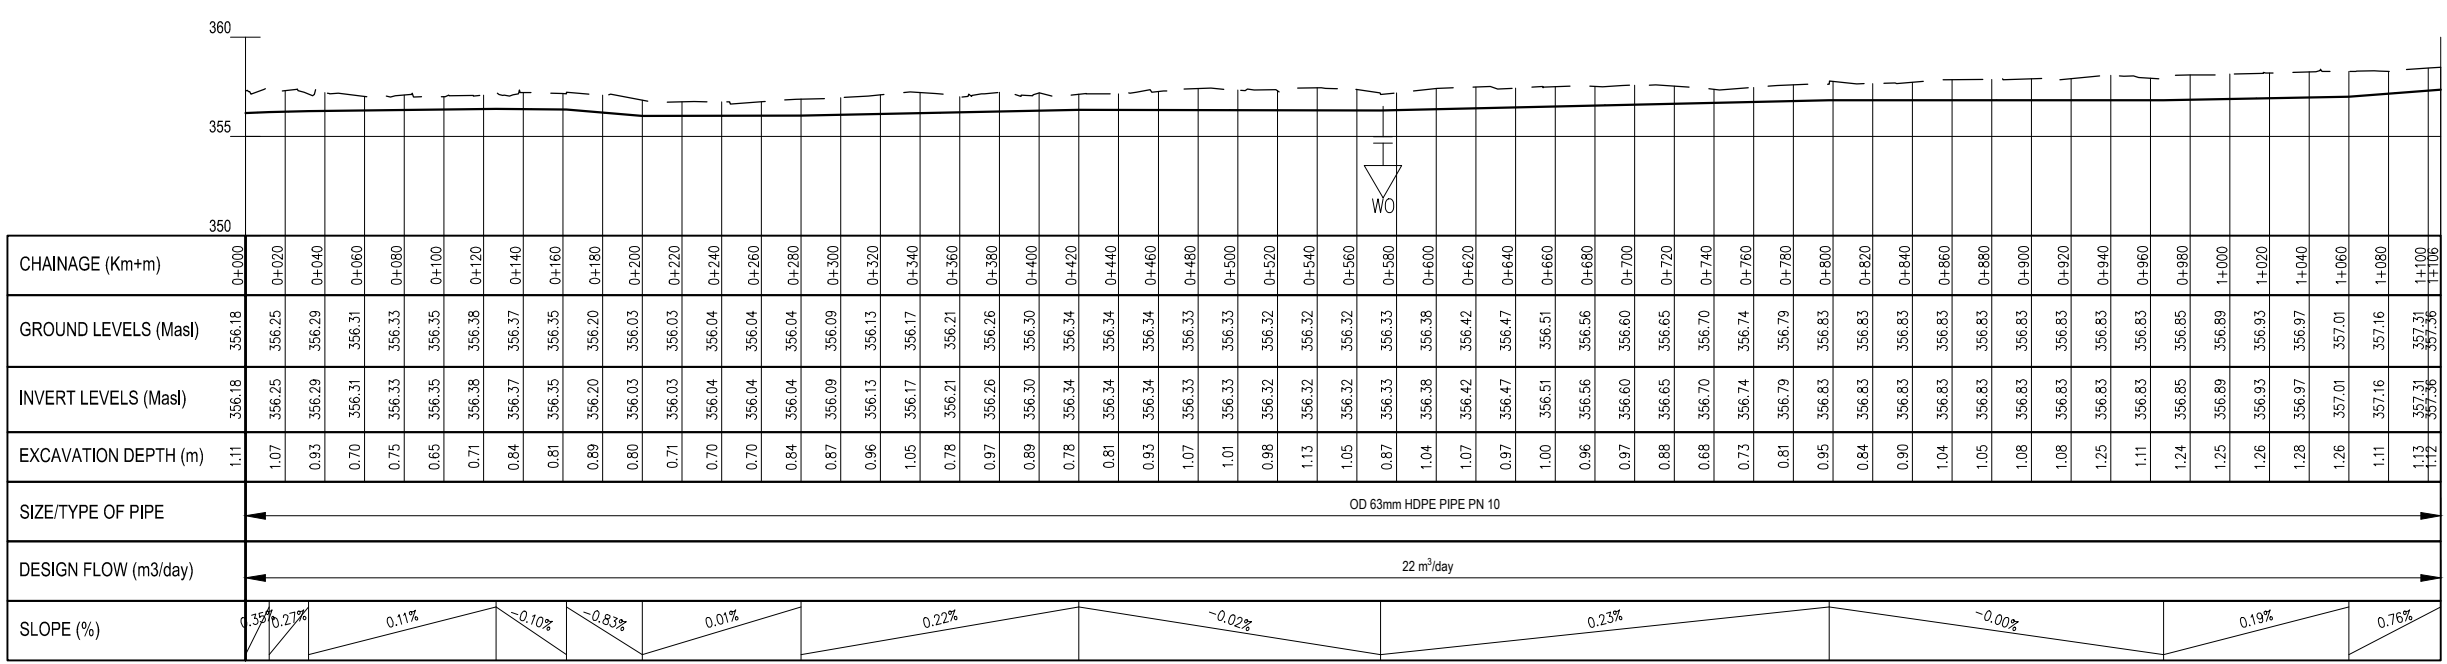 360
355
350
WO
CHAINAGE (Km+m) 0+000 0+020 0+040 0+060 0+080 0+100 0+120 0+140 0+160 0+180 0+200 0+220 0+240 0+260 0+280 0+300 0+320 0+340 0+360 0+380 0+400 0+420 0+440 0+460 0+480 0+500 0+520 0+540 0+560 0+580 0+600 0+620 0+640 0+660 0+680 0+700 0+720 0+740 0+760 0+780 0+800 0+820 0+840 0+860 0+880 0+900 0+920 0+940 0+960 0+980 1+000 1+020 1+040 1+060 1+080 1+100 1+106
GROUND LEVELS (Masl) 356.18 356.25 356.29 356.31 356.33 356.35 356.38 356.37 356.35 356.20 356.03 356.03 356.04 356.04 356.04 356.09 356.13 356.17 356.21 356.26 356.30 356.34 356.34 356.34 356.33 356.33 356.32 356.32 356.32 356.33 356.38 356.42 356.47 356.51 356.56 356.60 356.65 356.70 356.74 356.79 356.83 356.83 356.83 356.83 356.83 356.83 356.83 356.83 356.83 356.85 356.89 356.93 356.97 357.01 357.16 357.31 357.36
INVERT LEVELS (Masl) 356.18 356.25 356.29 356.31 356.33 356.35 356.38 356.37 356.35 356.20 356.03 356.03 356.04 356.04 356.04 356.09 356.13 356.17 356.21 356.26 356.30 356.34 356.34 356.34 356.33 356.33 356.32 356.32 356.32 356.33 356.38 356.42 356.47 356.51 356.56 356.60 356.65 356.70 356.74 356.79 356.83 356.83 356.83 356.83 356.83 356.83 356.83 356.83 356.83 356.85 356.89 356.93 356.97 357.01 357.16 357.31 357.36
EXCAVATION DEPTH (m) 1.11 1.07 0.93 0.70 0.75 0.65 0.71 0.84 0.81 0.89 0.80 0.71 0.70 0.70 0.84 0.87 0.96 1.05 0.78 0.97 0.89 0.78 0.81 0.93 1.07 1.01 0.98 1.13 1.05 0.87 1.04 1.07 0.97 1.00 0.96 0.97 0.88 0.68 0.73 0.81 0.95 0.84 0.90 1.04 1.05 1.08 1.08 1.25 1.11 1.24 1.25 1.26 1.28 1.26 1.11 1.13 1.12
SIZE/TYPE OF PIPE OD 63mm HDPE PIPE PN 10
DESIGN FLOW (m3/day) 22 m³/day
SLOPE (%) 0.35% 0.27% 0.11% -0.10% -0.83% 0.01% 0.22% -0.02% 0.23% -0.00% 0.19% 0.76%